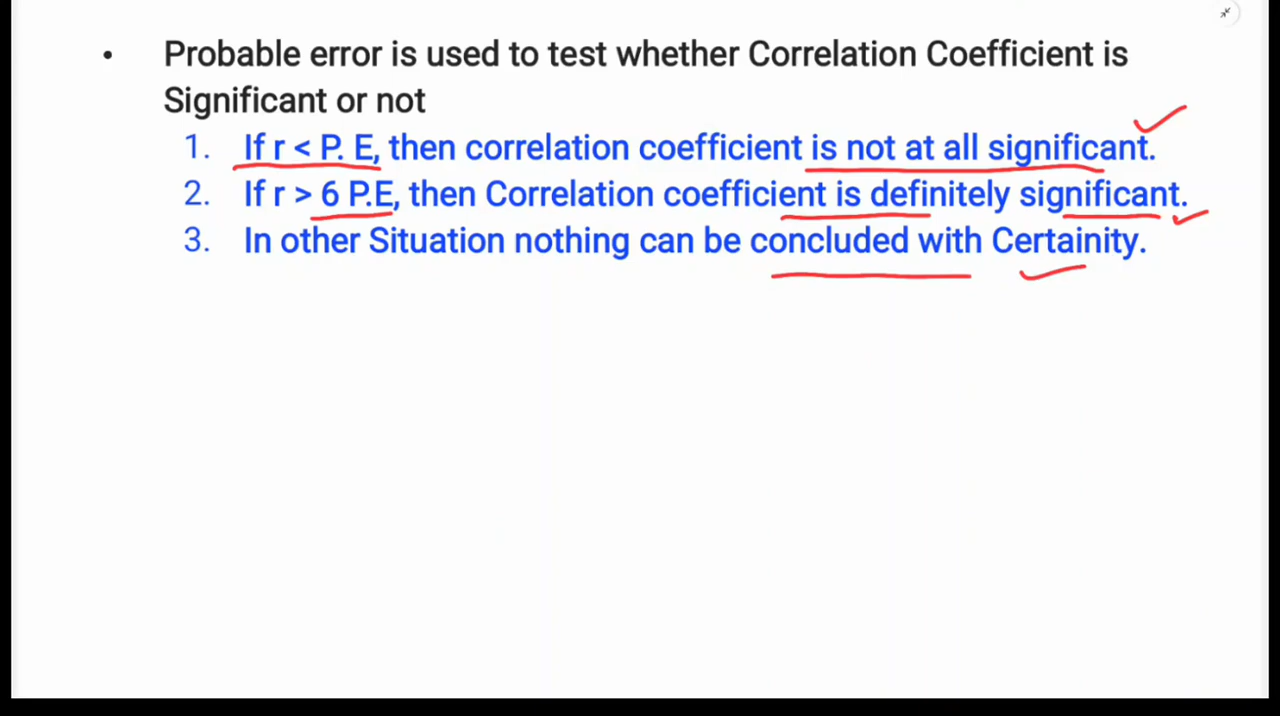 • Probable error is used to test whether Correlation Coefficient is
Significant or not
1. If r < P. E, then correlation coefficient is not at all significant.
2. If r > 6 P.E, then Correlation coefficient is definitely significant.
3. In other Situation nothing can be concluded with Certainity.